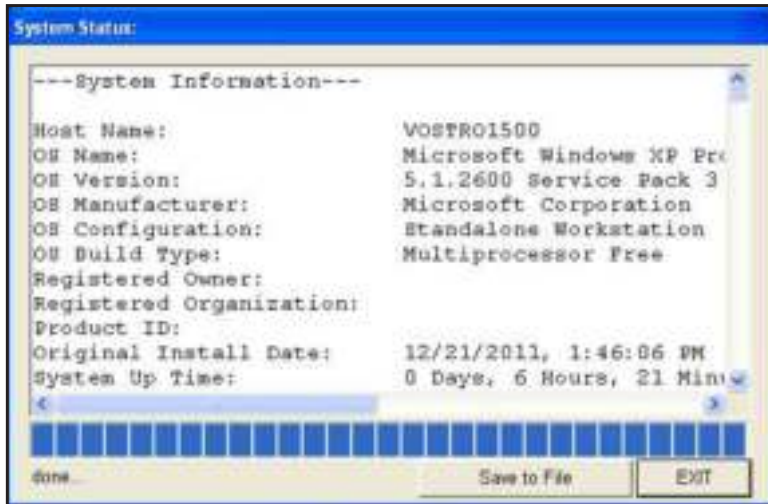 System Status:
---System Information---
Host Name: VOSTRO1500
OS Name: Microsoft Windows XP Pro
OS Version: 5.1.2600 Service Pack 3
OS Manufacturer: Microsoft Corporation
OS Configuration: Standalone Workstation
OS Build Type: Multiprocessor Free
Registered Owner:
Registered Organization:
Product ID:
Original Install Date: 12/21/2011, 1:46:06 PM
System Up Time: 0 Days, 6 Hours, 21 Minu
done...
Save to File
EXIT